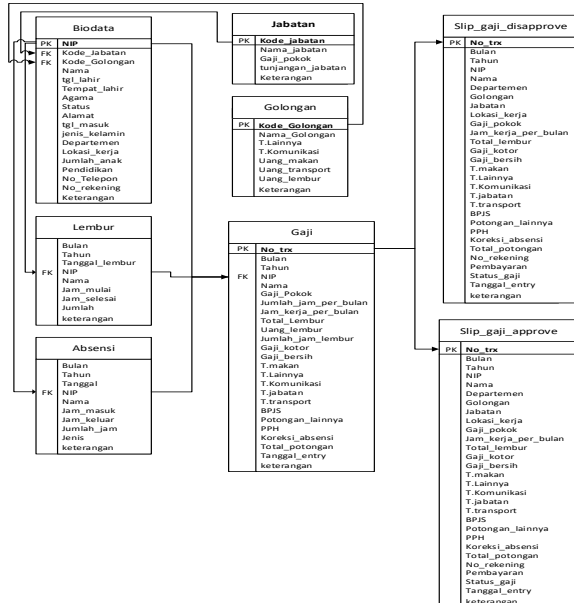 Biodata
PK NIP
FK Kode_Jabatan
FK Kode_Golongan
Nama
tgl_lahir
Tempat_lahir
Agama
Status
Alamat
tgl_masuk
jenis_kelamin
Departemen
Lokasi_kerja
Jumlah_anak
Pendidikan
No_Telepon
No_rekening
Keterangan
Lembur
Bulan
Tahun
Tanggal_lembur
FK NIP
Nama
Jam_mulai
Jam_selesai
Jumlah
keterangan
Absensi
Bulan
Tahun
Tanggal
FK NIP
Nama
Jam_masuk
Jam_keluar
Jumlah_jam
Jenis
keterangan
Jabatan
PK Kode_jabatan
Nama_jabatan
Gaji_pokok
tunjangan_jabatan
Keterangan
Golongan
PK Kode_Golongan
Nama_Golongan
T.Lainnya
T.Komunikasi
Uang_makan
Uang_transport
Uang_lembur
Keterangan
Gaji
PK No_trx
Bulan
Tahun
FK NIP
Nama
Gaji_Pokok
Jumlah_jam_per_bulan
Jam_kerja_per_bulan
Total_Lembur
Uang_lembur
Jumlah_jam_lembur
Gaji_kotor
Gaji_bersih
T.makan
T.Lainnya
T.Komunikasi
T.jabatan
T.transport
BPJS
Potongan_lainnya
PPH
Koreksi_absensi
Total_potongan
Tanggal_entry
keterangan
Slip_gaji_disapprove
PK No_trx
Bulan
Tahun
NIP
Nama
Departemen
Golongan
Jabatan
Lokasi_kerja
Gaji_pokok
Jam_kerja_per_bulan
Total_lembur
Gaji_kotor
Gaji_bersih
T.makan
T.Lainnya
T.Komunikasi
T.jabatan
T.transport
BPJS
Potongan_lainnya
PPH
Koreksi_absensi
Total_potongan
No_rekening
Pembayaran
Status_gaji
Tanggal_entry
keterangan
Slip_gaji_approve
PK No_trx
Bulan
Tahun
NIP
Nama
Departemen
Golongan
Jabatan
Lokasi_kerja
Gaji_pokok
Jam_kerja_per_bulan
Total_lembur
Gaji_kotor
Gaji_bersih
T.makan
T.Lainnya
T.Komunikasi
T.jabatan
T.transport
BPJS
Potongan_lainnya
PPH
Koreksi_absensi
Total_potongan
No_rekening
Pembayaran
Status_gaji
Tanggal_entry
keterangan